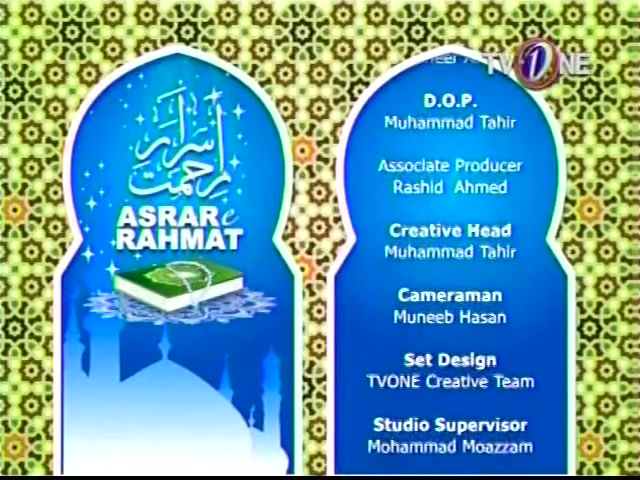 اسرار رحمت
ASRAR e
RAHMAT
TV ONE
D.O.P.
Muhammad Tahir
Associate Producer
Rashid Ahmed
Creative Head
Muhammad Tahir
Cameraman
Muneeb Hasan
Set Design
TVONE Creative Team
Studio Supervisor
Mohammad Moazzam